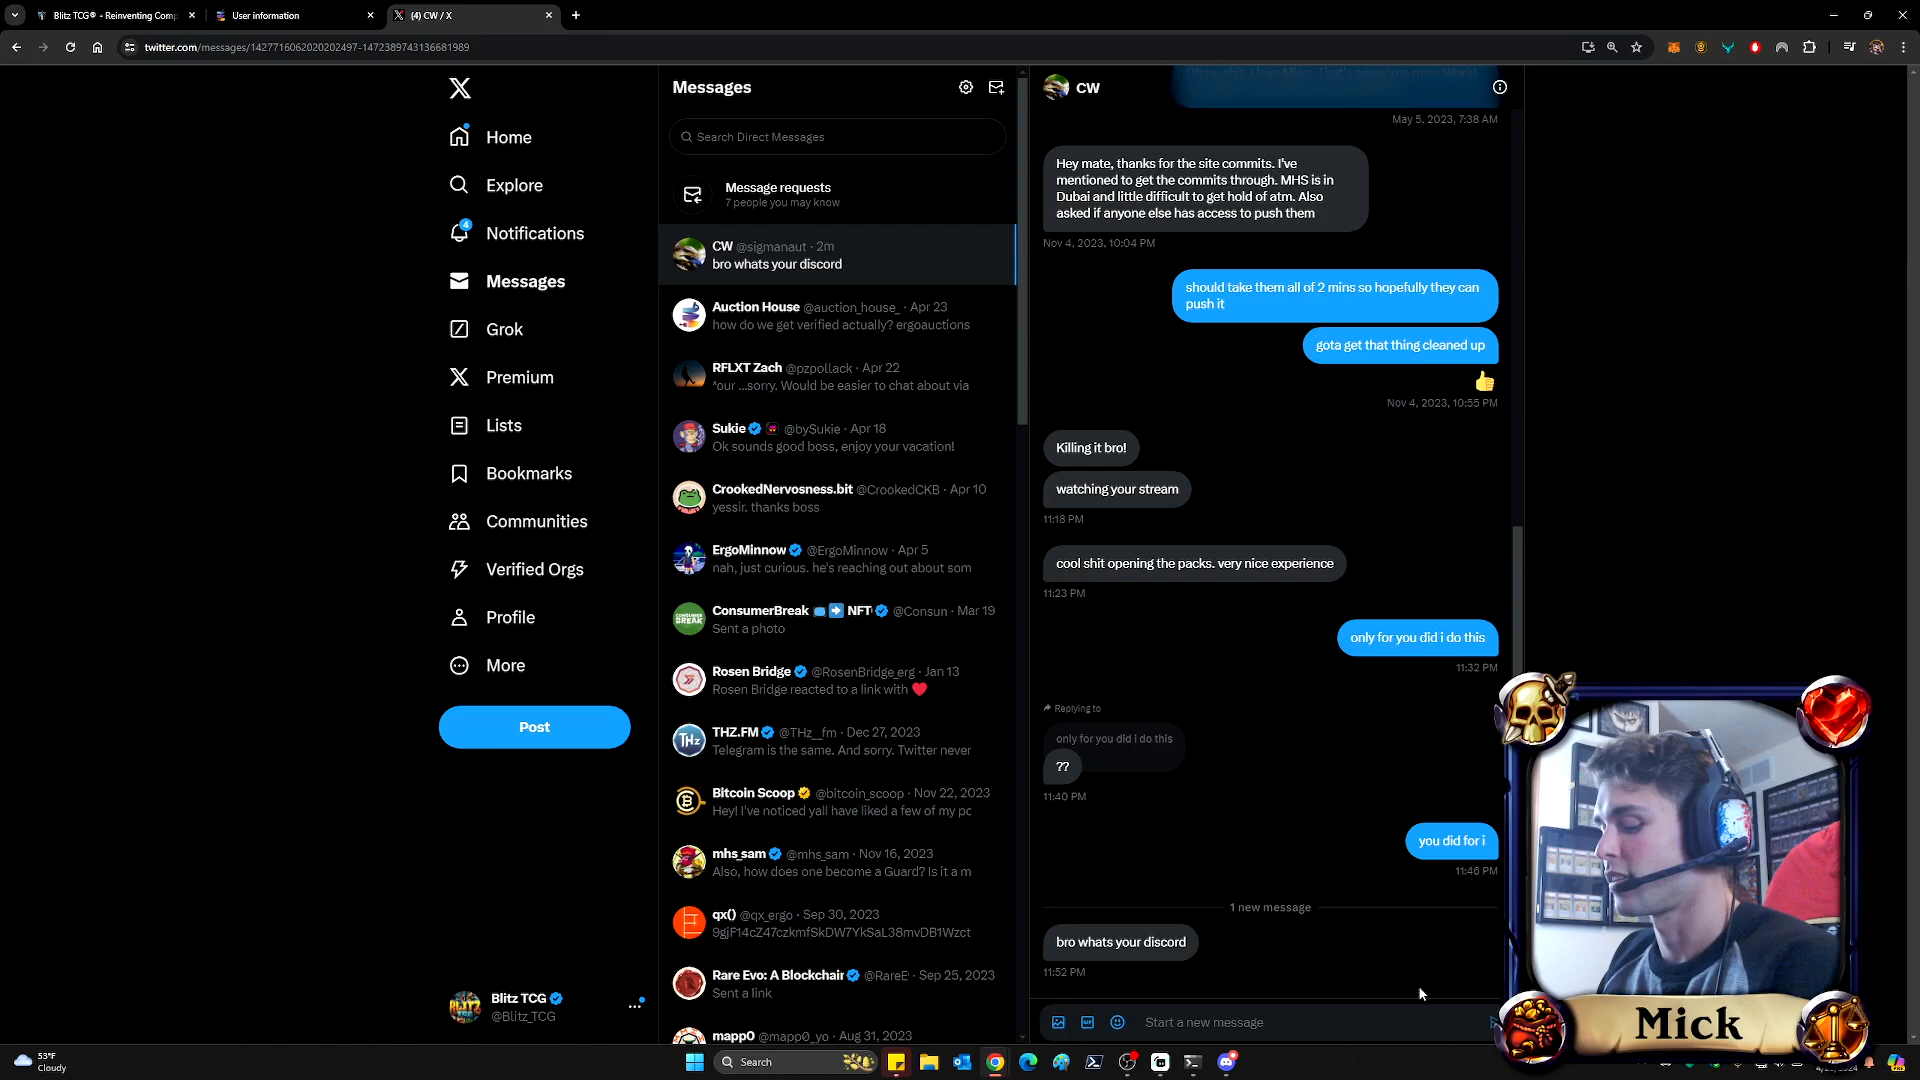 Blitz TCG® - Reinventing Comp
User information
(4) CW / X
twitter.com/messages/1427716062020202497-1472389743136681989
Home
Explore
4
Notifications
Messages
Grok
Premium
Lists
Bookmarks
Communities
Verified Orgs
Profile
More
Post
Blitz TCG
@Blitz_TCG
Messages
Search Direct Messages
Message requests
7 people you may know
CW @sigmanaut · 2m
bro whats your discord
Auction House @auction_house_ · Apr 23
how do we get verified actually? ergoauctions
RFLXT Zach @pzpollack · Apr 22
*our ...sorry. Would be easier to chat about via
Sukie @bySukie · Apr 18
Ok sounds good boss, enjoy your vacation!
CrookedNervosness.bit @CrookedCKB · Apr 10
yessir. thanks boss
ErgoMinnow @ErgoMinnow · Apr 5
nah, just curious. he's reaching out about som
CONSUMER BREAK
ConsumerBreak NFT @Consun · Mar 19
Sent a photo
Rosen Bridge @RosenBridge_erg · Jan 13
Rosen Bridge reacted to a link with ❤️
THz
THZ.FM @THz__fm · Dec 27, 2023
Telegram is the same. And sorry. Twitter never
Bitcoin Scoop @bitcoin_scoop · Nov 22, 2023
Hey! I've noticed yall have liked a few of my pc
mhs_sam @mhs_sam · Nov 16, 2023
Also, how does one become a Guard? Is it a m
qx() @qx_ergo · Sep 30, 2023
9gjF14cZ47czkmfSkDW7YkSaL38mvDB1Wzct
Rare Evo: A Blockchain @RareE · Sep 25, 2023
Sent a link
mapp0 @mapp0_yo · Aug 31, 2023
CW
May 5, 2023, 7:38 AM
Hey mate, thanks for the site commits. I've
mentioned to get the commits through. MHS is in
Dubai and little difficult to get hold of atm. Also
asked if anyone else has access to push them
Nov 4, 2023, 10:04 PM
should take them all of 2 mins so hopefully they can
push it
gota get that thing cleaned up
👍
Nov 4, 2023, 10:55 PM
Killing it bro!
watching your stream
11:18 PM
cool shit opening the packs. very nice experience
11:23 PM
only for you did i do this
11:32 PM
Replying to
only for you did i do this
??
11:40 PM
you did for i
11:46 PM
1 new message
bro whats your discord
11:52 PM
GIF
Start a new message
Mick
53°F
Cloudy
Search